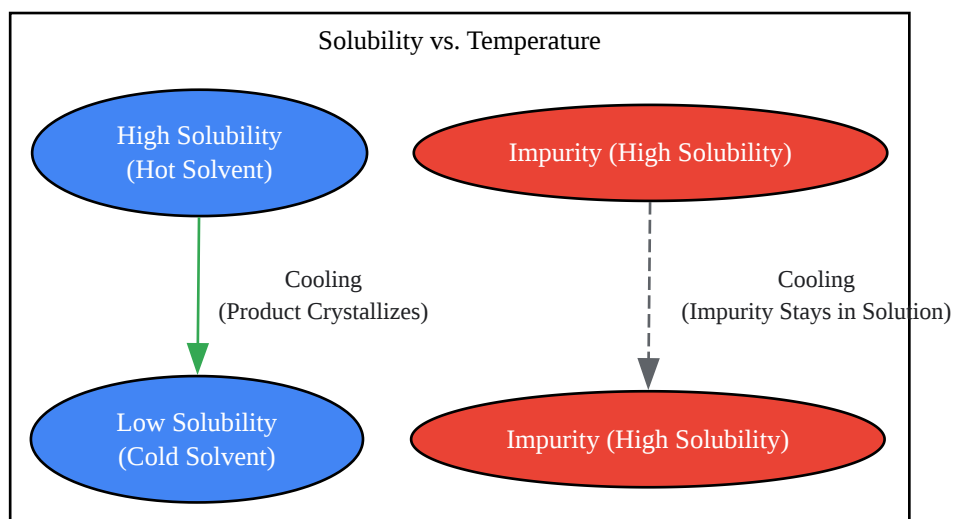 Solubility vs. Temperature
High Solubility
(Hot Solvent)
Impurity (High Solubility)
Cooling
(Product Crystallizes)
Cooling
(Impurity Stays in Solution)
Low Solubility
(Cold Solvent)
Impurity (High Solubility)